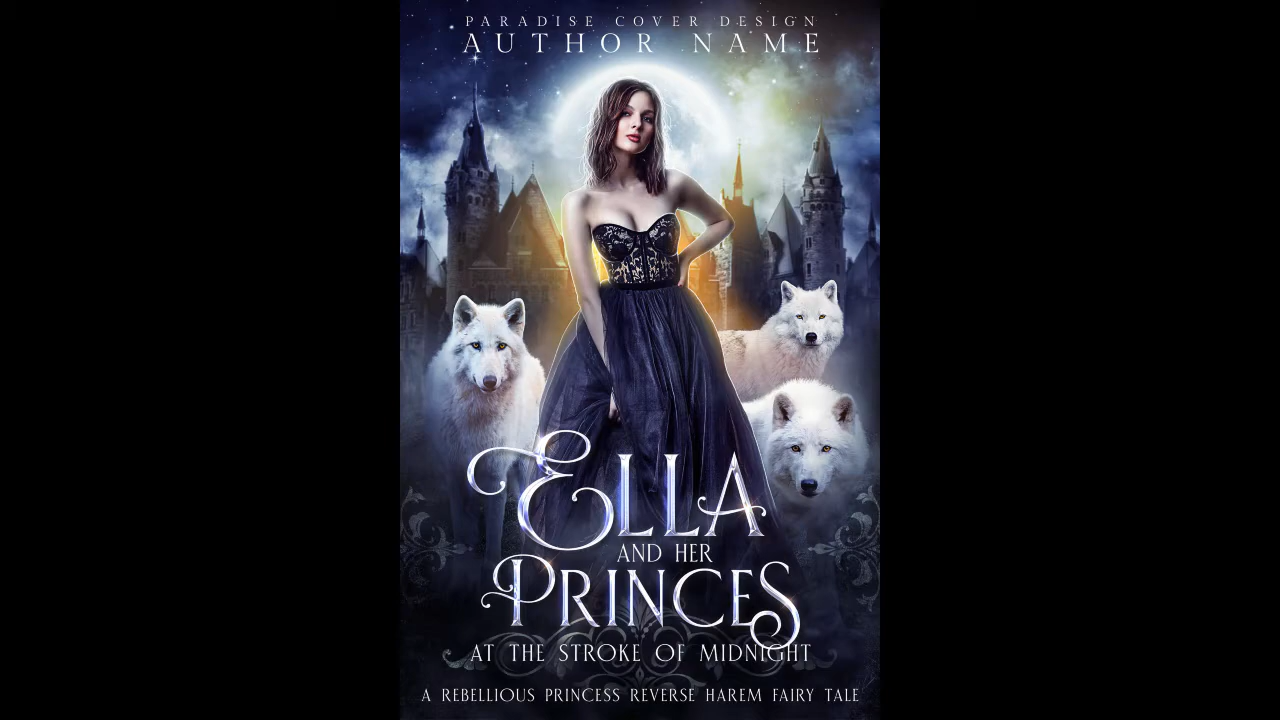 PARADISE COVER DESIGN
AUTHOR NAME
ELLA
AND HER
PRINCES
AT THE STROKE OF MIDNIGHT
A REBELLIOUS PRINCESS REVERSE HAREM FAIRY TALE